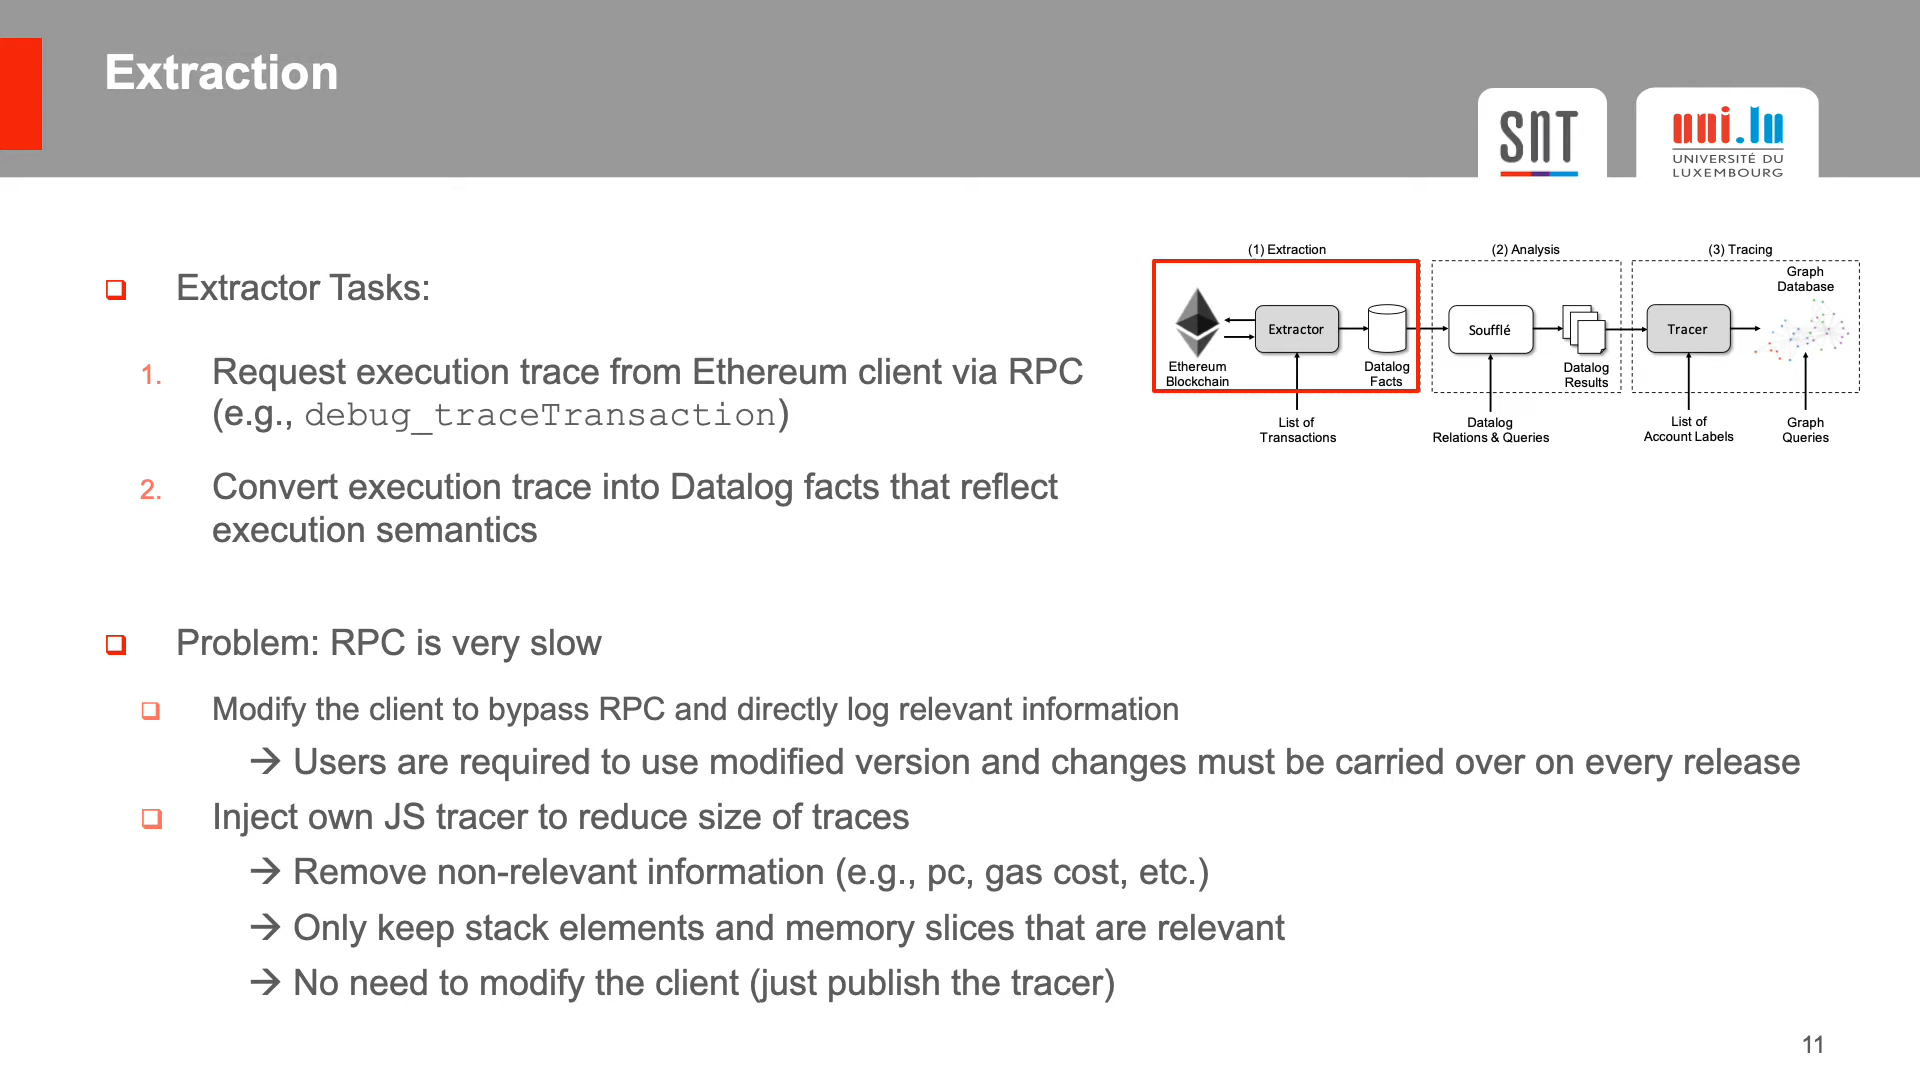 Extraction
SNT
uni.lu
UNIVERSITÉ DU
LUXEMBOURG
Extractor Tasks:
1. Request execution trace from Ethereum client via RPC
(e.g., debug_traceTransaction)
2. Convert execution trace into Datalog facts that reflect
execution semantics
(1) Extraction
Ethereum
Blockchain
Extractor
Datalog
Facts
List of
Transactions
(2) Analysis
Soufflé
Datalog
Results
Datalog
Relations & Queries
(3) Tracing
Graph
Database
Tracer
List of
Account Labels
Graph
Queries
Problem: RPC is very slow
Modify the client to bypass RPC and directly log relevant information
→ Users are required to use modified version and changes must be carried over on every release
Inject own JS tracer to reduce size of traces
→ Remove non-relevant information (e.g., pc, gas cost, etc.)
→ Only keep stack elements and memory slices that are relevant
→ No need to modify the client (just publish the tracer)
11